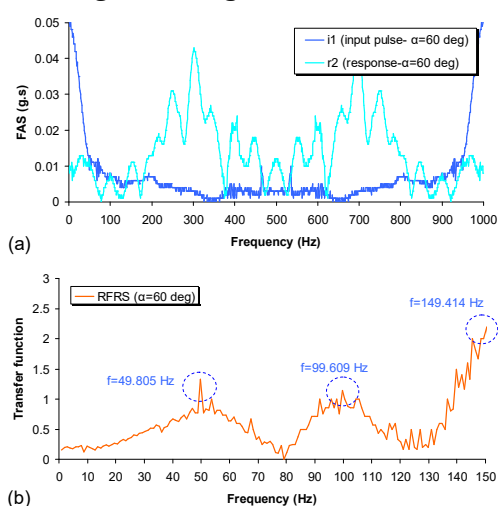 0.05
0.04
0.03
0.02
0.01
0
FAS (g.s)
i1 (input pulse- α=60 deg)
r2 (response-α=60 deg)
0 100 200 300 400 500 600 700 800 900 1000
(a)
Frequency (Hz)
3
2.5
2
1.5
1
0.5
0
Transfer function
RFRS (α=60 deg)
f=149.414 Hz
f=49.805 Hz
f=99.609 Hz
0 10 20 30 40 50 60 70 80 90 100 110 120 130 140 150
(b)
Frequency (Hz)